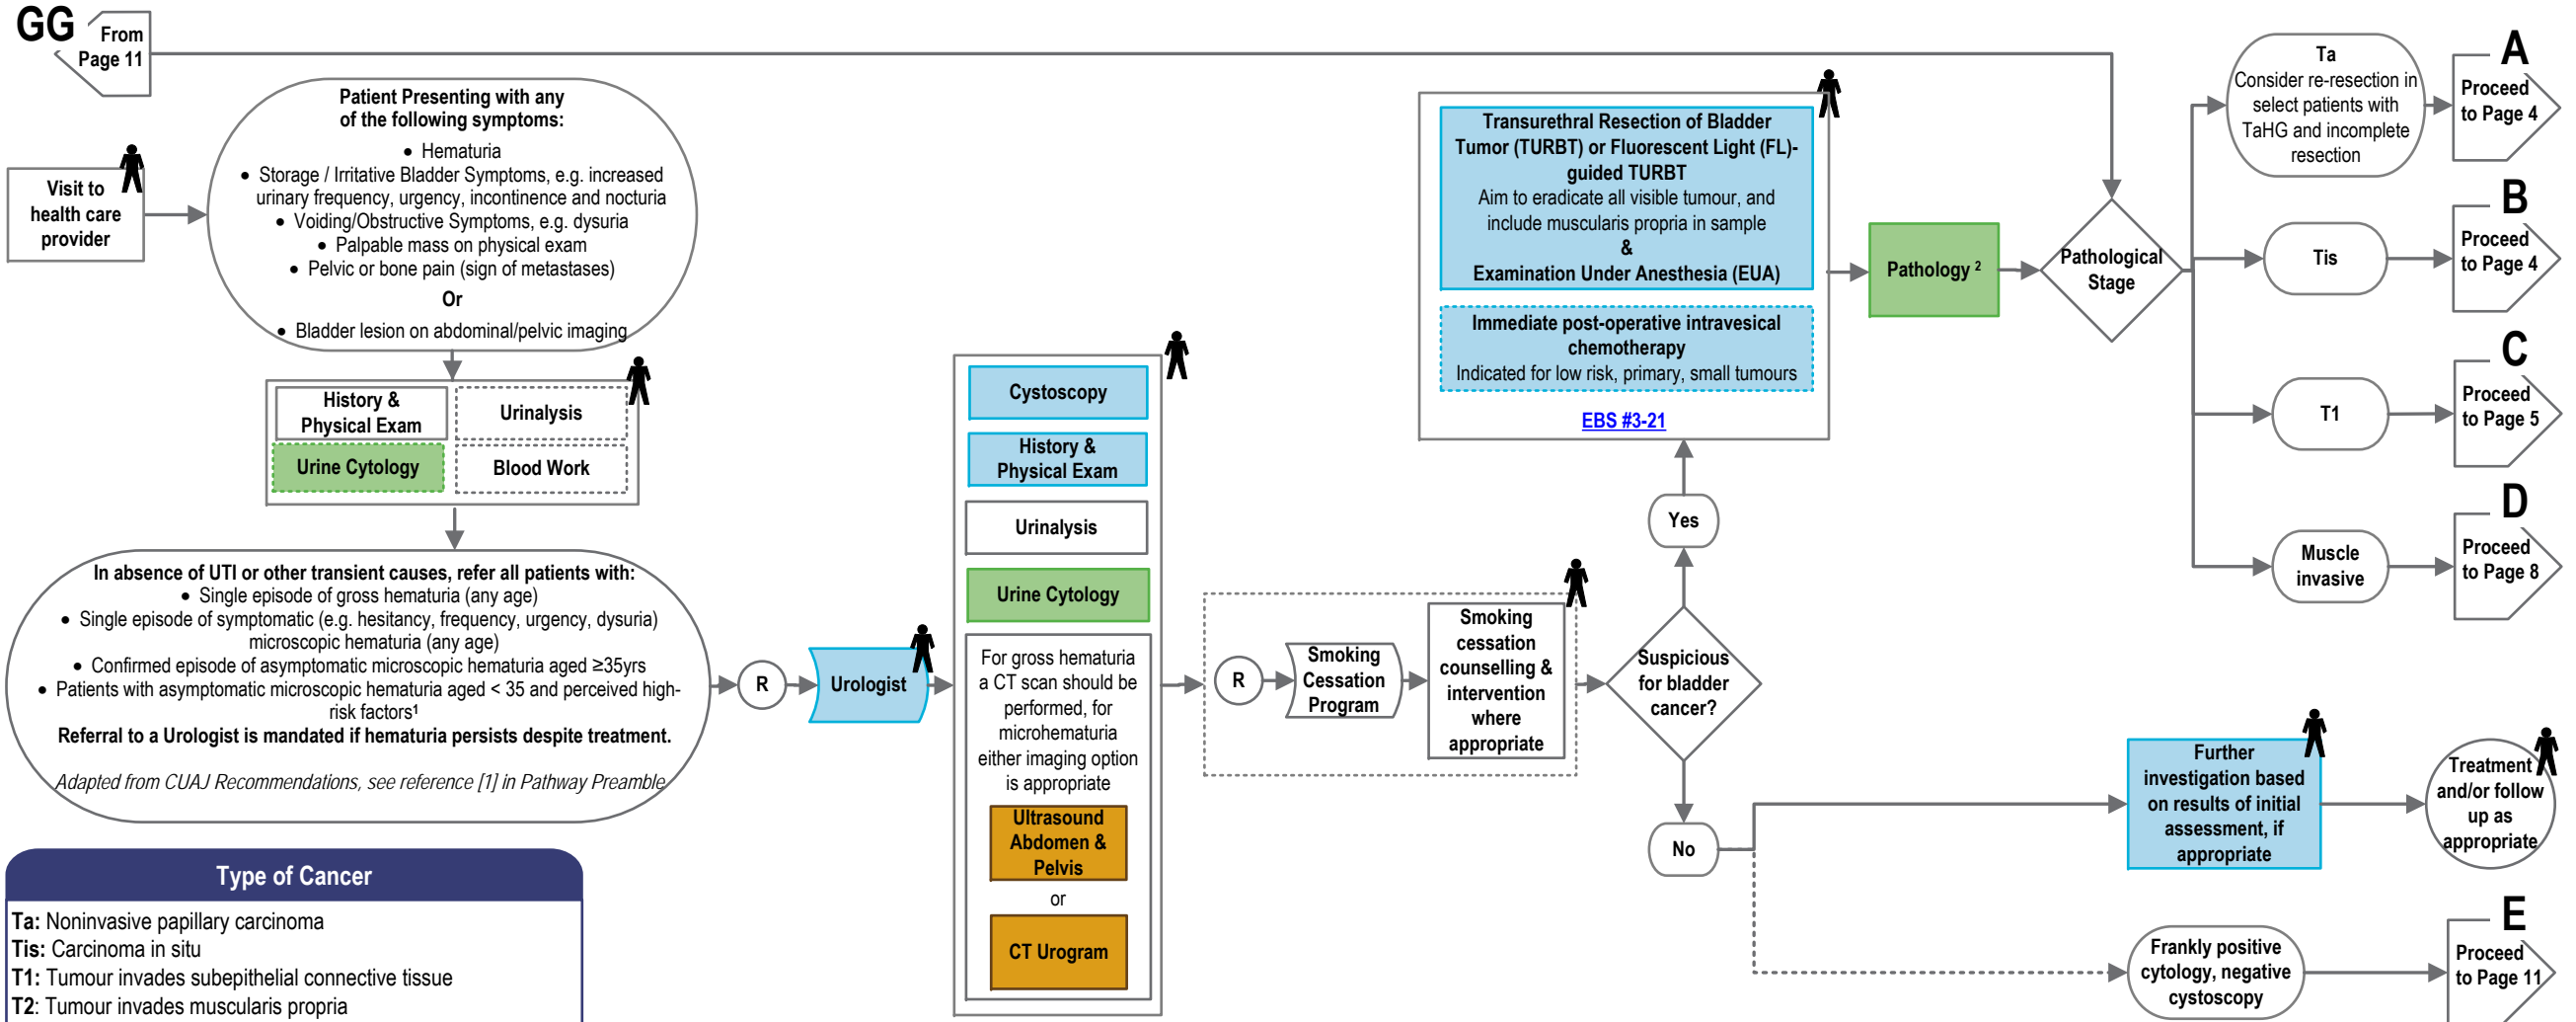 GG
From
Page 11
Visit to
health care
provider
Patient Presenting with any
of the following symptoms:
• Hematuria
• Storage / Irritative Bladder Symptoms, e.g. increased
urinary frequency, urgency, incontinence and nocturia
• Voiding/Obstructive Symptoms, e.g. dysuria
• Palpable mass on physical exam
• Pelvic or bone pain (sign of metastases)
Or
• Bladder lesion on abdominal/pelvic imaging
History &
Physical Exam
Urinalysis
Urine Cytology
Blood Work
In absence of UTI or other transient causes, refer all patients with:
• Single episode of gross hematuria (any age)
• Single episode of symptomatic (e.g. hesitancy, frequency, urgency, dysuria)
microscopic hematuria (any age)
• Confirmed episode of asymptomatic microscopic hematuria aged ≥35yrs
• Patients with asymptomatic microscopic hematuria aged < 35 and perceived high-
risk factors¹
Referral to a Urologist is mandated if hematuria persists despite treatment.
Adapted from CUAJ Recommendations, see reference [1] in Pathway Preamble
R
Urologist
Cystoscopy
History &
Physical Exam
Urinalysis
Urine Cytology
For gross hematuria
a CT scan should be
performed, for
microhematuria
either imaging option
is appropriate
Ultrasound
Abdomen &
Pelvis
or
CT Urogram
R
Smoking
Cessation
Program
Smoking
cessation
counselling &
intervention
where
appropriate
Suspicious
for bladder
cancer?
Yes
No
Transurethral Resection of Bladder
Tumor (TURBT) or Fluorescent Light (FL)-
guided TURBT
Aim to eradicate all visible tumour, and
include muscularis propria in sample
&
Examination Under Anesthesia (EUA)
Immediate post-operative intravesical
chemotherapy
Indicated for low risk, primary, small tumours
EBS #3-21
Pathology ²
Pathological
Stage
Ta
Consider re-resection in
select patients with
TaHG and incomplete
resection
A
Proceed
to Page 4
Tis
B
Proceed
to Page 4
T1
C
Proceed
to Page 5
Muscle
invasive
D
Proceed
to Page 8
Further
investigation based
on results of initial
assessment, if
appropriate
Treatment
and/or follow
up as
appropriate
Frankly positive
cytology, negative
cystoscopy
E
Proceed
to Page 11
Type of Cancer
Ta: Noninvasive papillary carcinoma
Tis: Carcinoma in situ
T1: Tumour invades subepithelial connective tissue
T2: Tumour invades muscularis propria